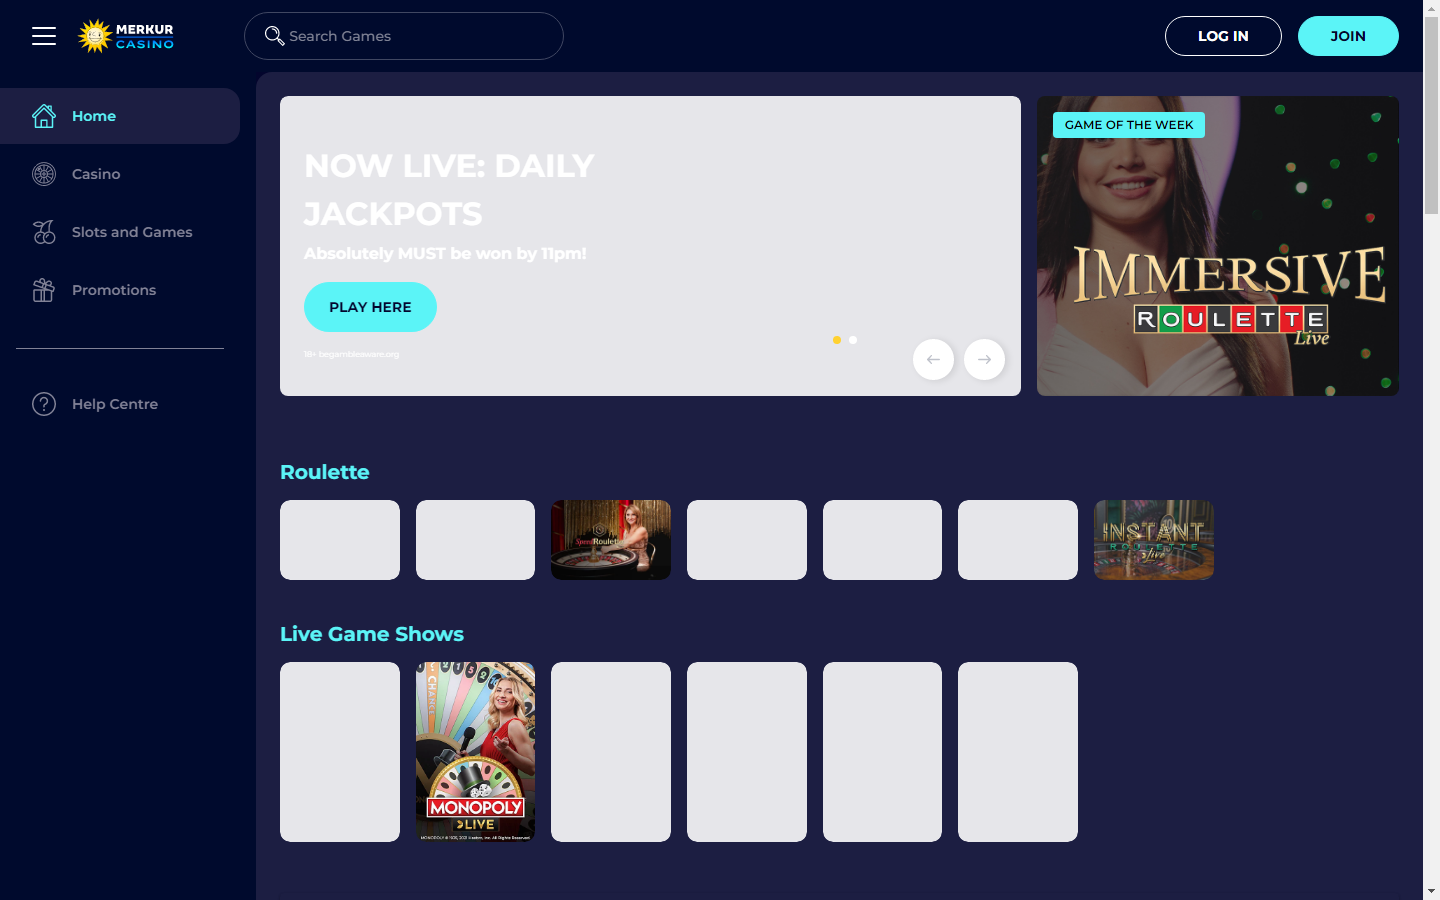 MERKUR
CASINO
Search Games
LOG IN
JOIN
Home
Casino
Slots and Games
Promotions
Help Centre
NOW LIVE: DAILY
JACKPOTS
Absolutely MUST be won by 11pm!
PLAY HERE
18+ begambleaware.org
GAME OF THE WEEK
IMMERSIVE
ROULETTE
Live
Roulette
Speed Roulette
INSTANT
ROULETTE
Live
Live Game Shows
CHANCE
MONOPOLY
LIVE